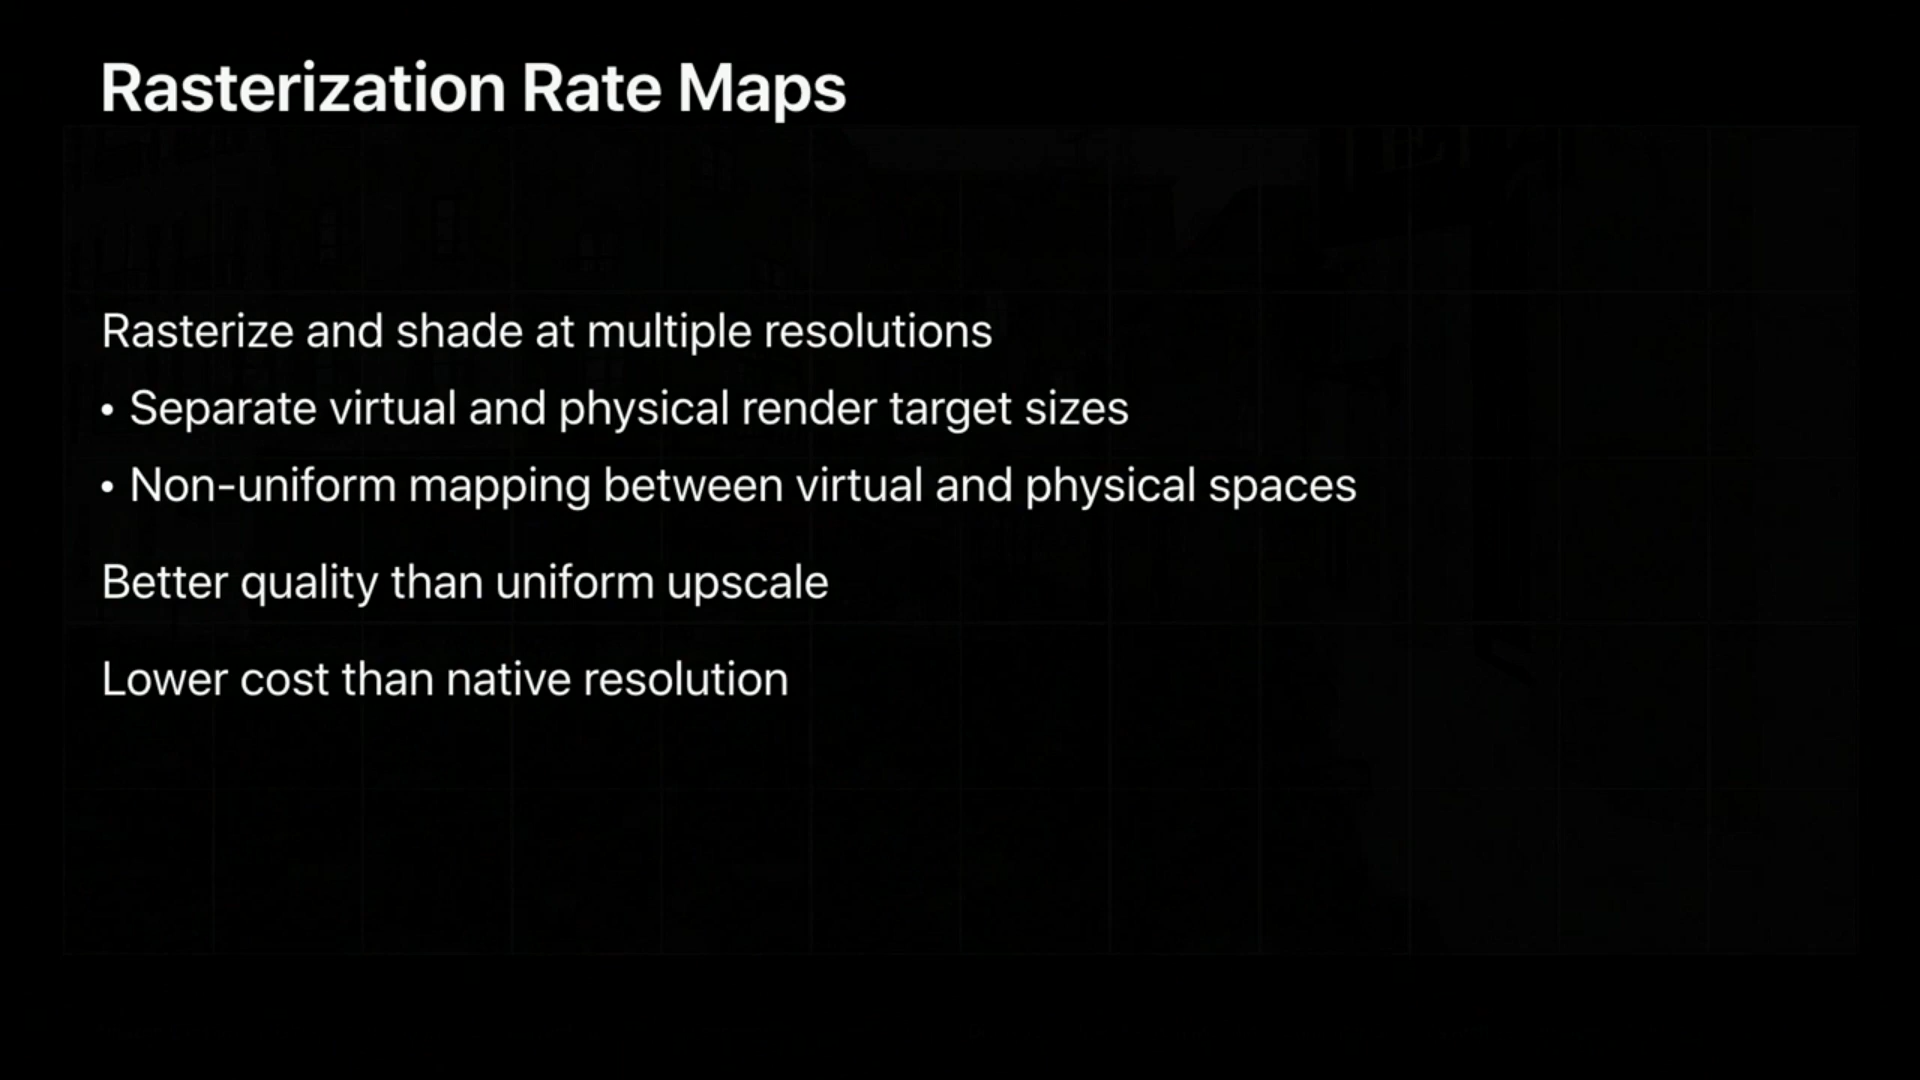 Rasterization Rate Maps
Rasterize and shade at multiple resolutions
• Separate virtual and physical render target sizes
• Non-uniform mapping between virtual and physical spaces
Better quality than uniform upscale
Lower cost than native resolution